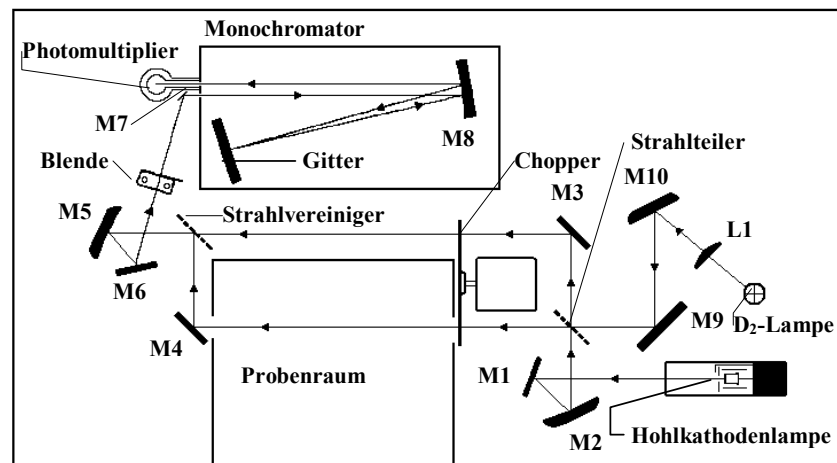 Monochromator
Photomultiplier
M7
M8
Gitter
Strahlteiler
Blende
Chopper
M10
M3
M5
Strahlvereiniger
L1
M6
M4
M9
D₂-Lampe
Probenraum
M1
M2
Hohlkathodenlampe